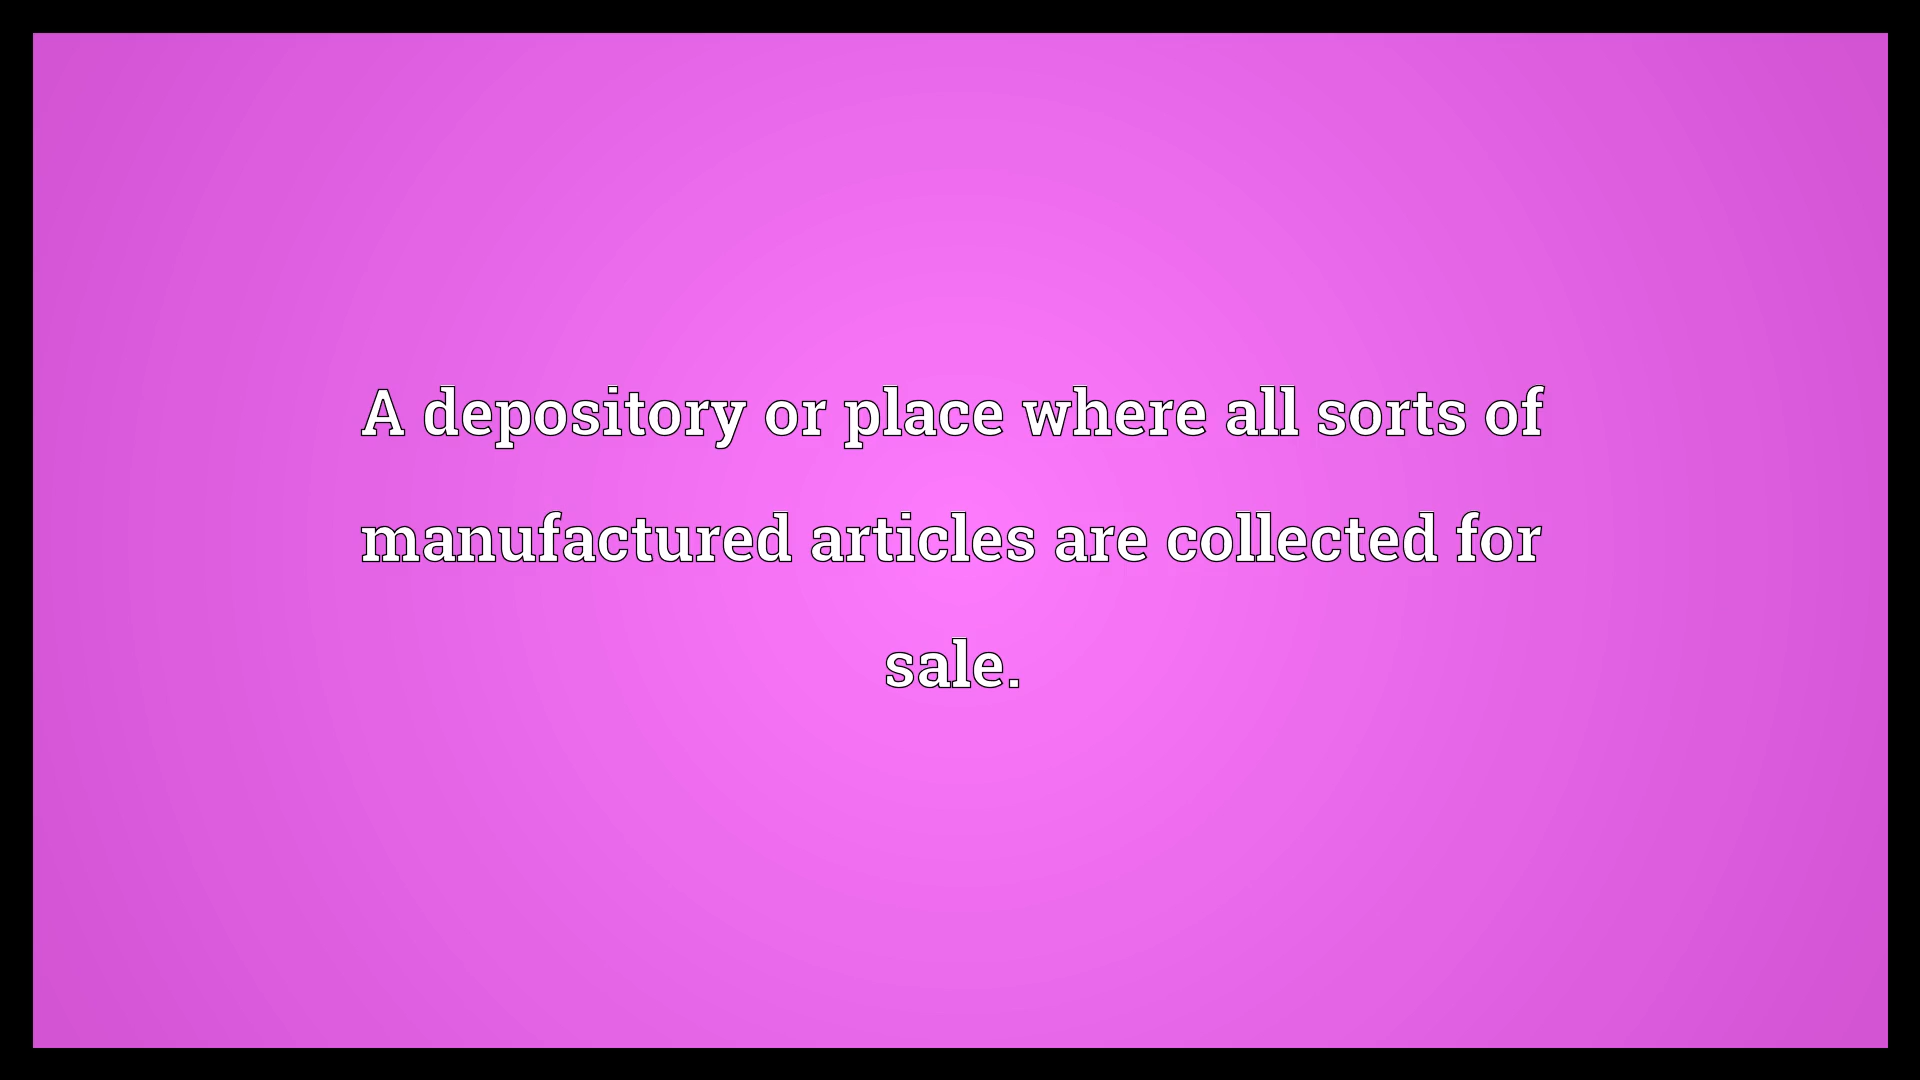 A depository or place where all sorts of
manufactured articles are collected for
sale.